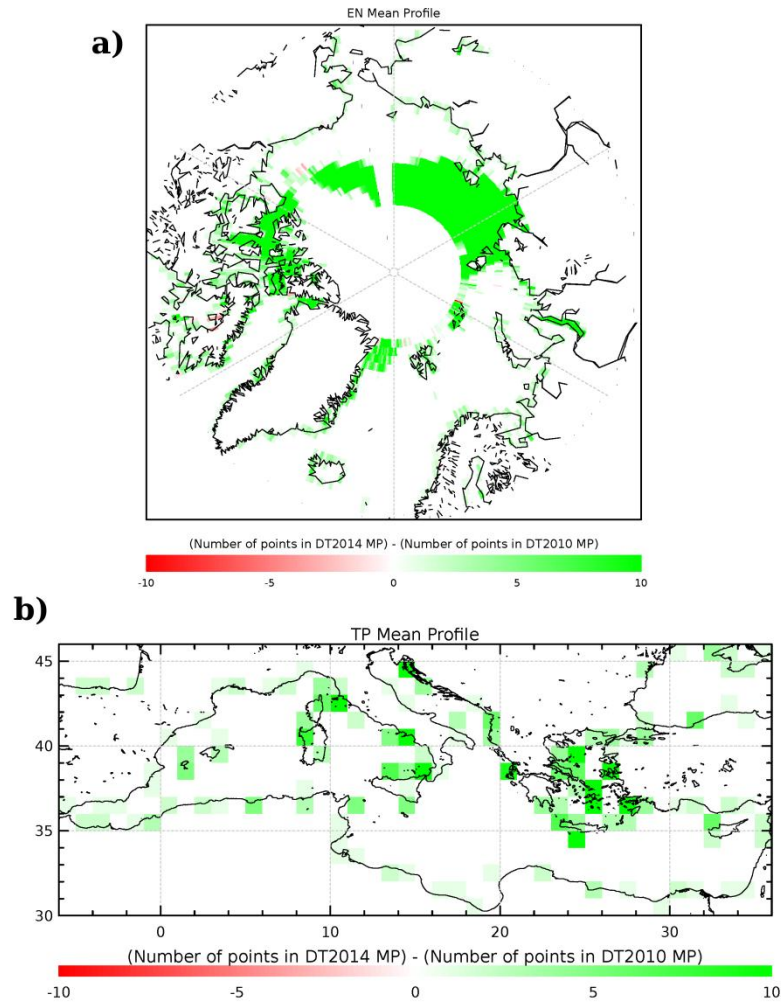 EN Mean Profile
a)
(Number of points in DT2014 MP) - (Number of points in DT2010 MP)
-10 -5 0 5 10
b)
TP Mean Profile
45
40
35
30
0 10 20 30
(Number of points in DT2014 MP) - (Number of points in DT2010 MP)
-10 -5 0 5 10